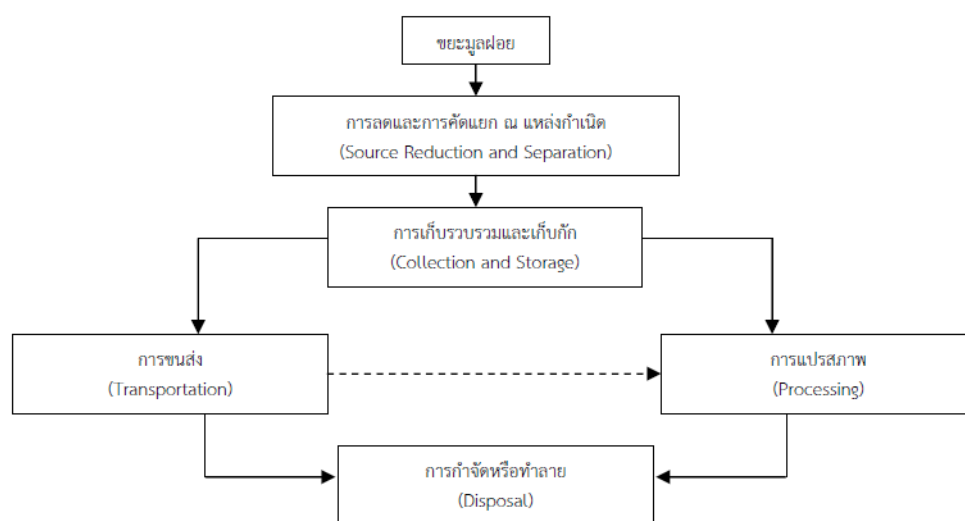 ขยะมูลฝอย
การลดและการคัดแยก ณ แหล่งกำเนิด
(Source Reduction and Separation)
การเก็บรวบรวมและเก็บกัก
(Collection and Storage)
การขนส่ง
(Transportation)
การแปรสภาพ
(Processing)
การกำจัดหรือทำลาย
(Disposal)